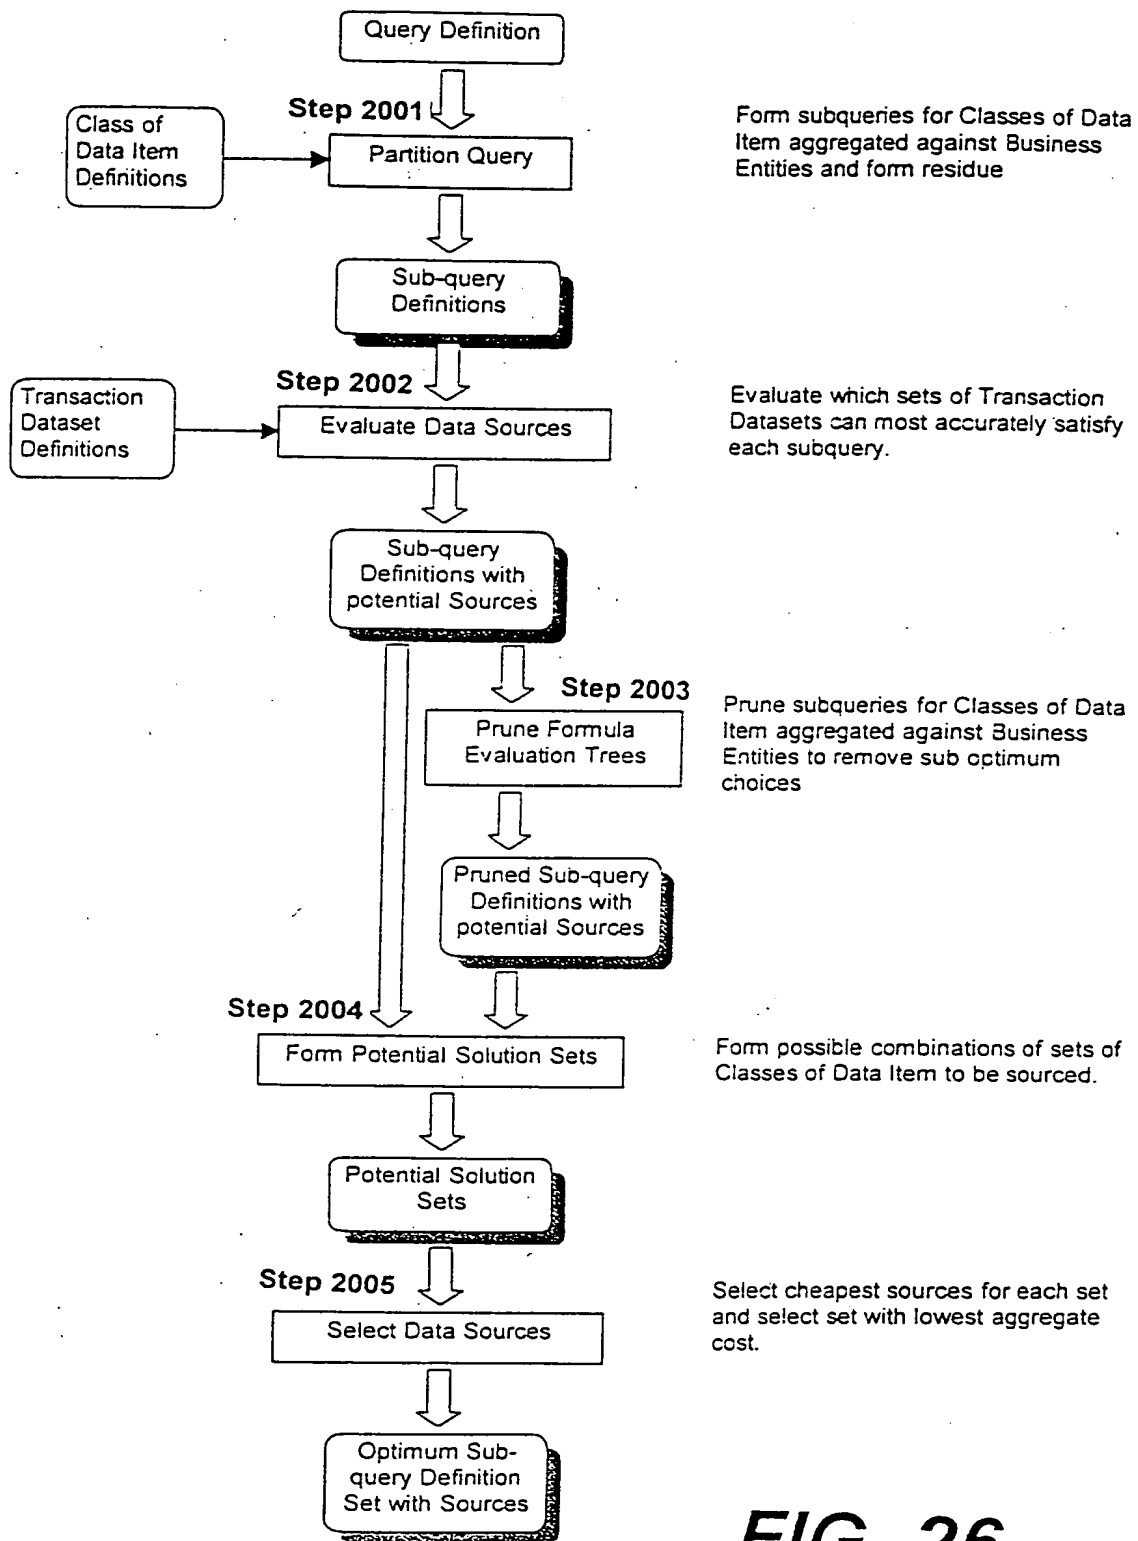 Query Definition
Step 2001
Class of
Data Item
Definitions
Partition Query
Form subqueries for Classes of Data
Item aggregated against Business
Entities and form residue
Sub-query
Definitions
Step 2002
Transaction
Dataset
Definitions
Evaluate Data Sources
Evaluate which sets of Transaction
Datasets can most accurately satisfy
each subquery.
Sub-query
Definitions with
potential Sources
Step 2003
Prune Formula
Evaluation Trees
Prune subqueries for Classes of Data
Item aggregated against Business
Entities to remove sub optimum
choices
Pruned Sub-query
Definitions with
potential Sources
Step 2004
Form Potential Solution Sets
Form possible combinations of sets of
Classes of Data Item to be sourced.
Potential Solution
Sets
Step 2005
Select Data Sources
Select cheapest sources for each set
and select set with lowest aggregate
cost.
Optimum Sub-
query Definition
Set with Sources
FIG. 26